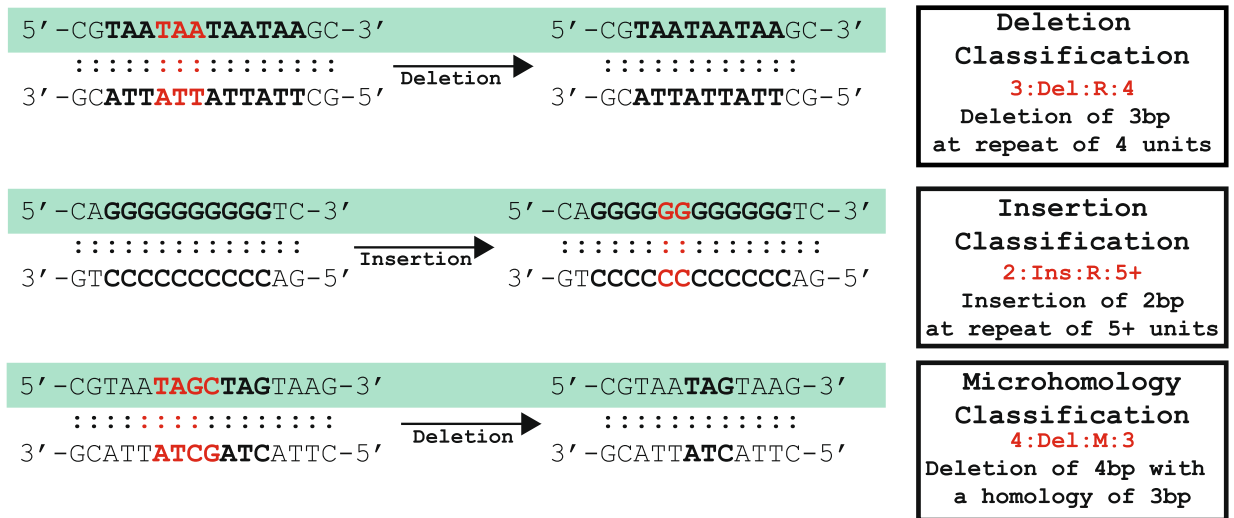 5′-CGTAATAATAATAAGC-3′
3′-GCATTATTATTATTCG-5′
Deletion
5′-CGTAATAATAAGC-3′
3′-GCATTATTATTCG-5′
Deletion
Classification
3:Del:R:4
Deletion of 3bp
at repeat of 4 units
5′-CAGGGGGGGGGGTC-3′
3′-GTCCCCCCCCCCAG-5′
Insertion
5′-CAGGGGGGGGGGGGTC-3′
3′-GTCCCCCCCCCCCCAG-5′
Insertion
Classification
2:Ins:R:5+
Insertion of 2bp
at repeat of 5+ units
5′-CGTAATAGCTAGTAAG-3′
3′-GCATTATCGATCATTC-5′
Deletion
5′-CGTAATAGTAAG-3′
3′-GCATTATCATTC-5′
Microhomology
Classification
4:Del:M:3
Deletion of 4bp with
a homology of 3bp